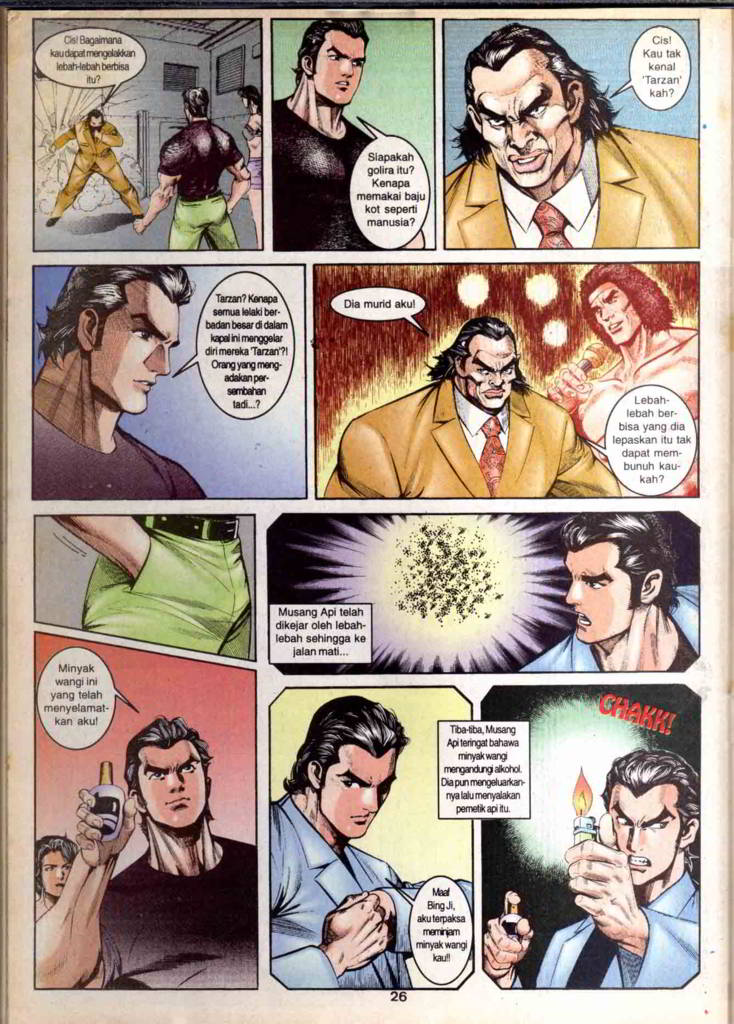 Cis! Bagaimana
kau dapat mengelakkan
lebah-lebah berbisa
itu?
Siapakah
golira itu?
Kenapa
memakai baju
kot seperti
manusia?
Cis!
Kau tak
kenal
'Tarzan'
kah?
Tarzan? Kenapa
semua lelaki ber-
badan besar di dalam
kapal ini menggelar
diri mereka 'Tarzan'?!
Orang yang meng-
adakan per-
sembahan
tadi...?
Dia murid aku!
Lebah-
lebah ber-
bisa yang dia
lepaskan itu tak
dapat mem-
bunuh kau-
kah?
Musang Api telah
dikejar oleh lebah-
lebah sehingga ke
jalan mati...
Minyak
wangi ini
yang telah
menyelamat-
kan aku!
Maaf
Bing Ji,
aku terpaksa
meminjam
minyak wangi
kau!!
Tiba-tiba, Musang
Api teringat bahawa
minyak wangi
mengandungi alkohol.
Dia pun mengeluarkan-
nya lalu menyalakan
pemetik api itu.
CHAKK!
26